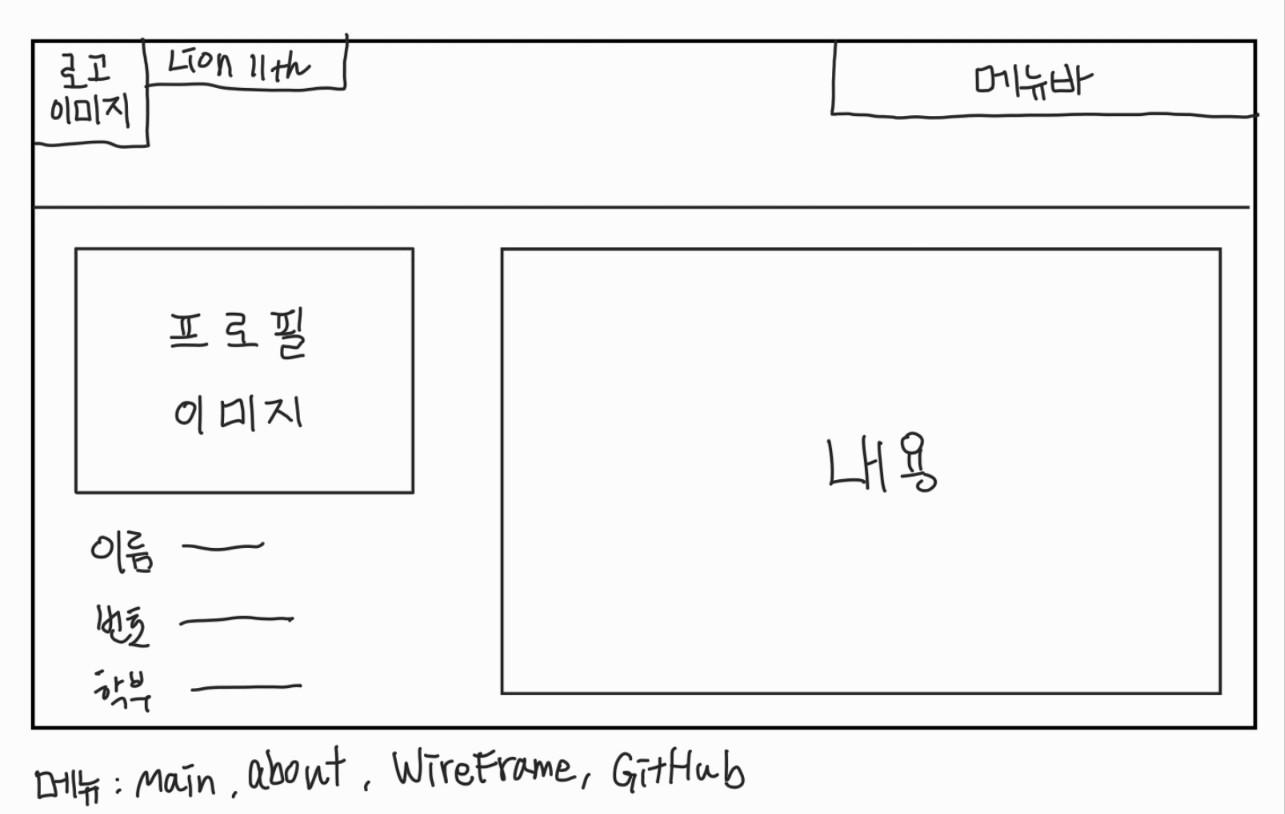 로고
이미지
Lion 11th
메뉴바
프로필
이미지
내용
이름
번호
학부
메뉴 : Main, about, WireFrame, GitHub